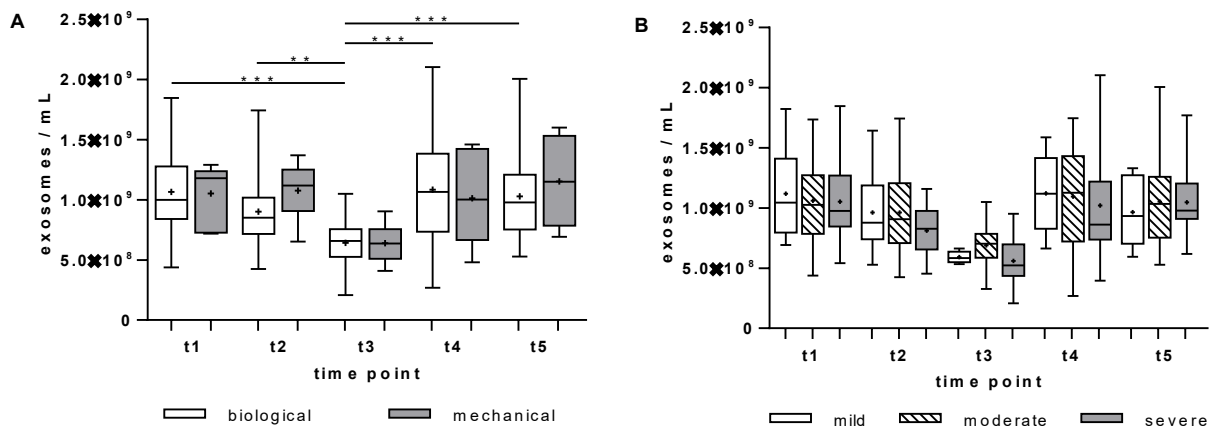 A
B
exosomes / mL
2.5✖10⁹
2.0✖10⁹
1.5✖10⁹
1.0✖10⁹
5.0✖10⁸
0
***
***
**
***
t1 t2 t3 t4 t5
time point
biological mechanical
exosomes / mL
2.5✖10⁹
2.0✖10⁹
1.5✖10⁹
1.0✖10⁹
5.0✖10⁸
0
t1 t2 t3 t4 t5
time point
mild moderate severe